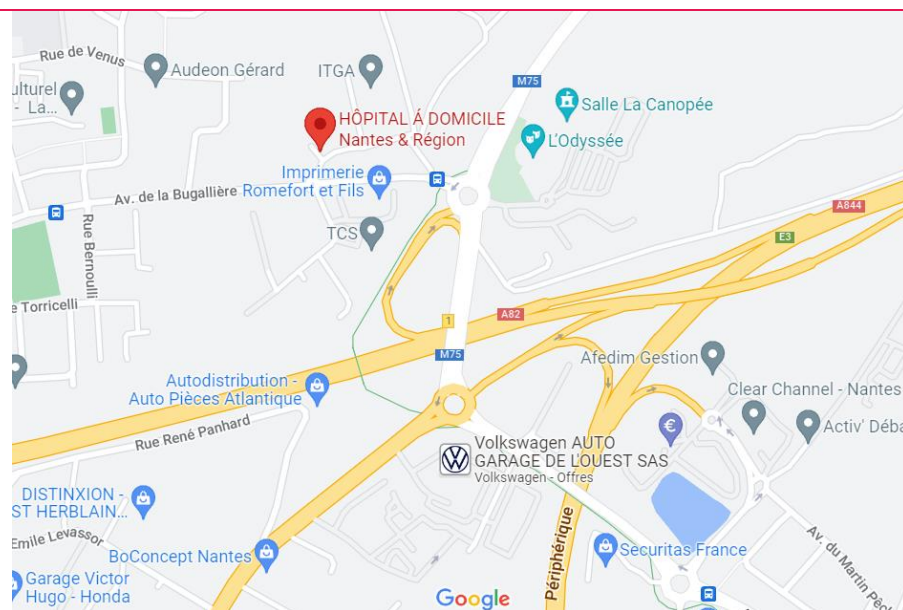 Rue de Venus
Audeon Gérard
ITGA
M75
ulturel
- La...
HÔPITAL Á DOMICILE
Nantes & Région
Salle La Canopée
L'Odyssée
Imprimerie
Romefort et Fils
Av. de la Bugallière
A844
Rue Bernoulli
TCS
E3
e Torricelli
A82
1
M75
Afedim Gestion
Autodistribution -
Auto Pièces Atlantique
Clear Channel - Nantes
Activ' Déba
Rue René Panhard
€
Volkswagen AUTO
GARAGE DE L'OUEST SAS
Volkswagen - Offres
DISTINXION -
ST HERBLAIN...
Emile Levassor
BoConcept Nantes
Périphérique
Securitas France
Av. du Martin Pêc
Garage Victor
Hugo - Honda
Google